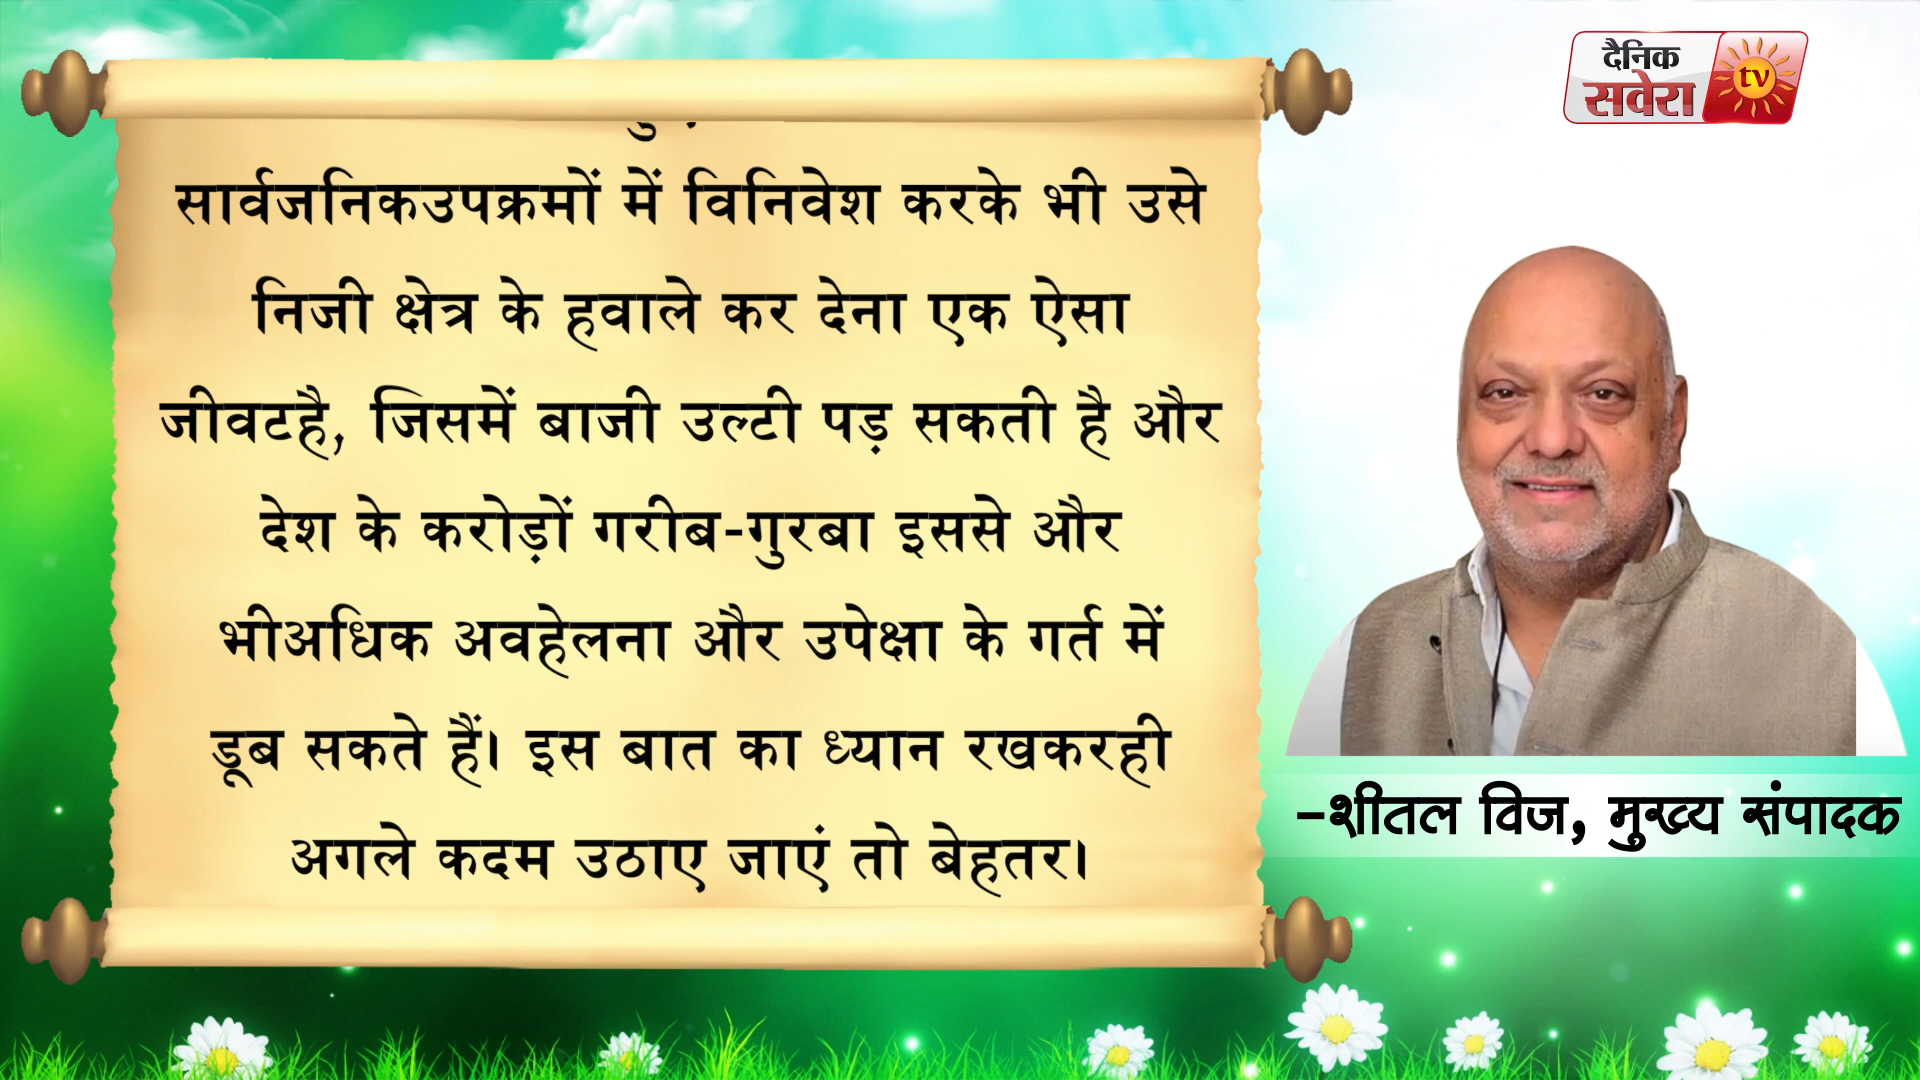 सार्वजनिकउपक्रमों में विनिवेश करके भी उसे
निजी क्षेत्र के हवाले कर देना एक ऐसा
जीवटहै, जिसमें बाजी उल्टी पड़ सकती है और
देश के करोड़ों गरीब-गुरबा इससे और
भीअधिक अवहेलना और उपेक्षा के गर्त में
डूब सकते हैं। इस बात का ध्यान रखकरही
अगले कदम उठाए जाएं तो बेहतर।
दैनिक
सवेरा
tv
-शीतल विज, मुख्य संपादक